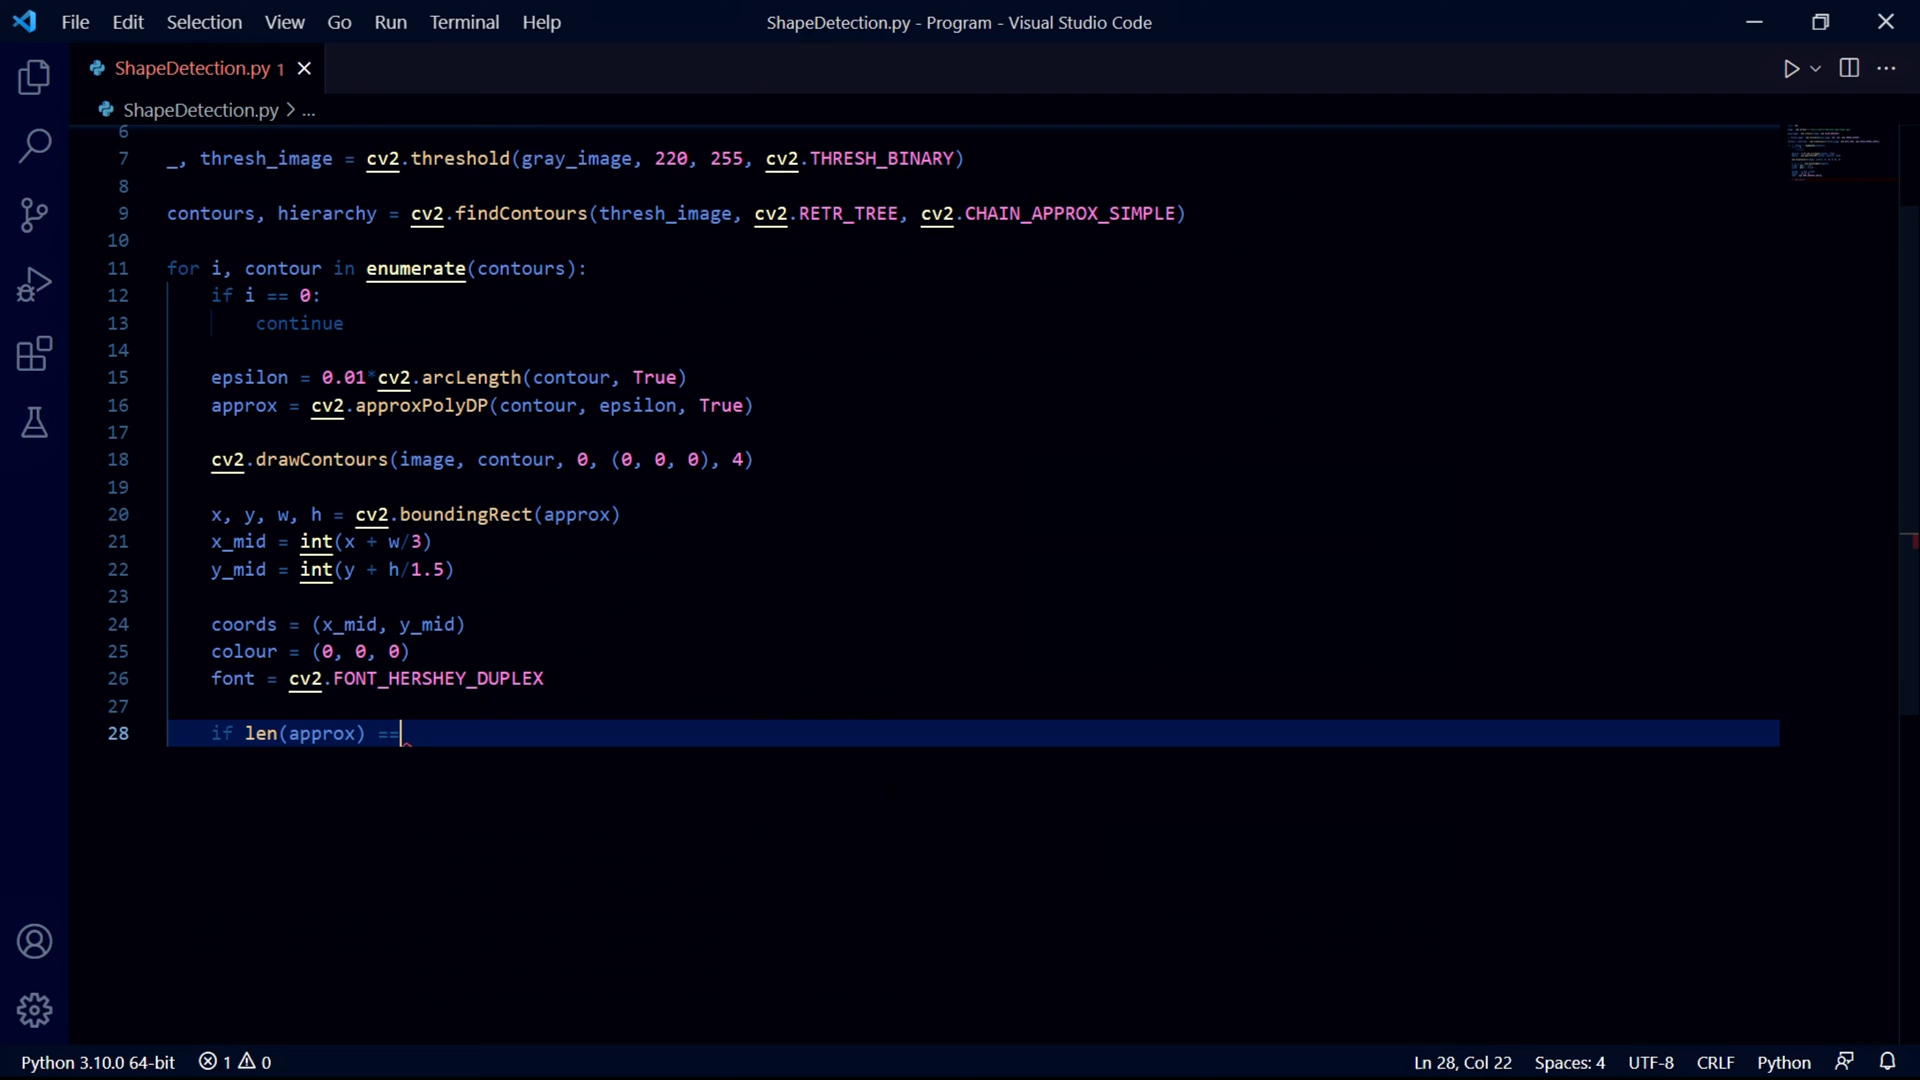 File Edit Selection View Go Run Terminal Help ShapeDetection.py - Program - Visual Studio Code
ShapeDetection.py 1
ShapeDetection.py > ...
6
7 _, thresh_image = cv2.threshold(gray_image, 220, 255, cv2.THRESH_BINARY)
8
9 contours, hierarchy = cv2.findContours(thresh_image, cv2.RETR_TREE, cv2.CHAIN_APPROX_SIMPLE)
10
11 for i, contour in enumerate(contours):
12 if i == 0:
13 continue
14
15 epsilon = 0.01*cv2.arcLength(contour, True)
16 approx = cv2.approxPolyDP(contour, epsilon, True)
17
18 cv2.drawContours(image, contour, 0, (0, 0, 0), 4)
19
20 x, y, w, h = cv2.boundingRect(approx)
21 x_mid = int(x + w/3)
22 y_mid = int(y + h/1.5)
23
24 coords = (x_mid, y_mid)
25 colour = (0, 0, 0)
26 font = cv2.FONT_HERSHEY_DUPLEX
27
28 if len(approx) ==
Python 3.10.0 64-bit 1 0 Ln 28, Col 22 Spaces: 4 UTF-8 CRLF Python